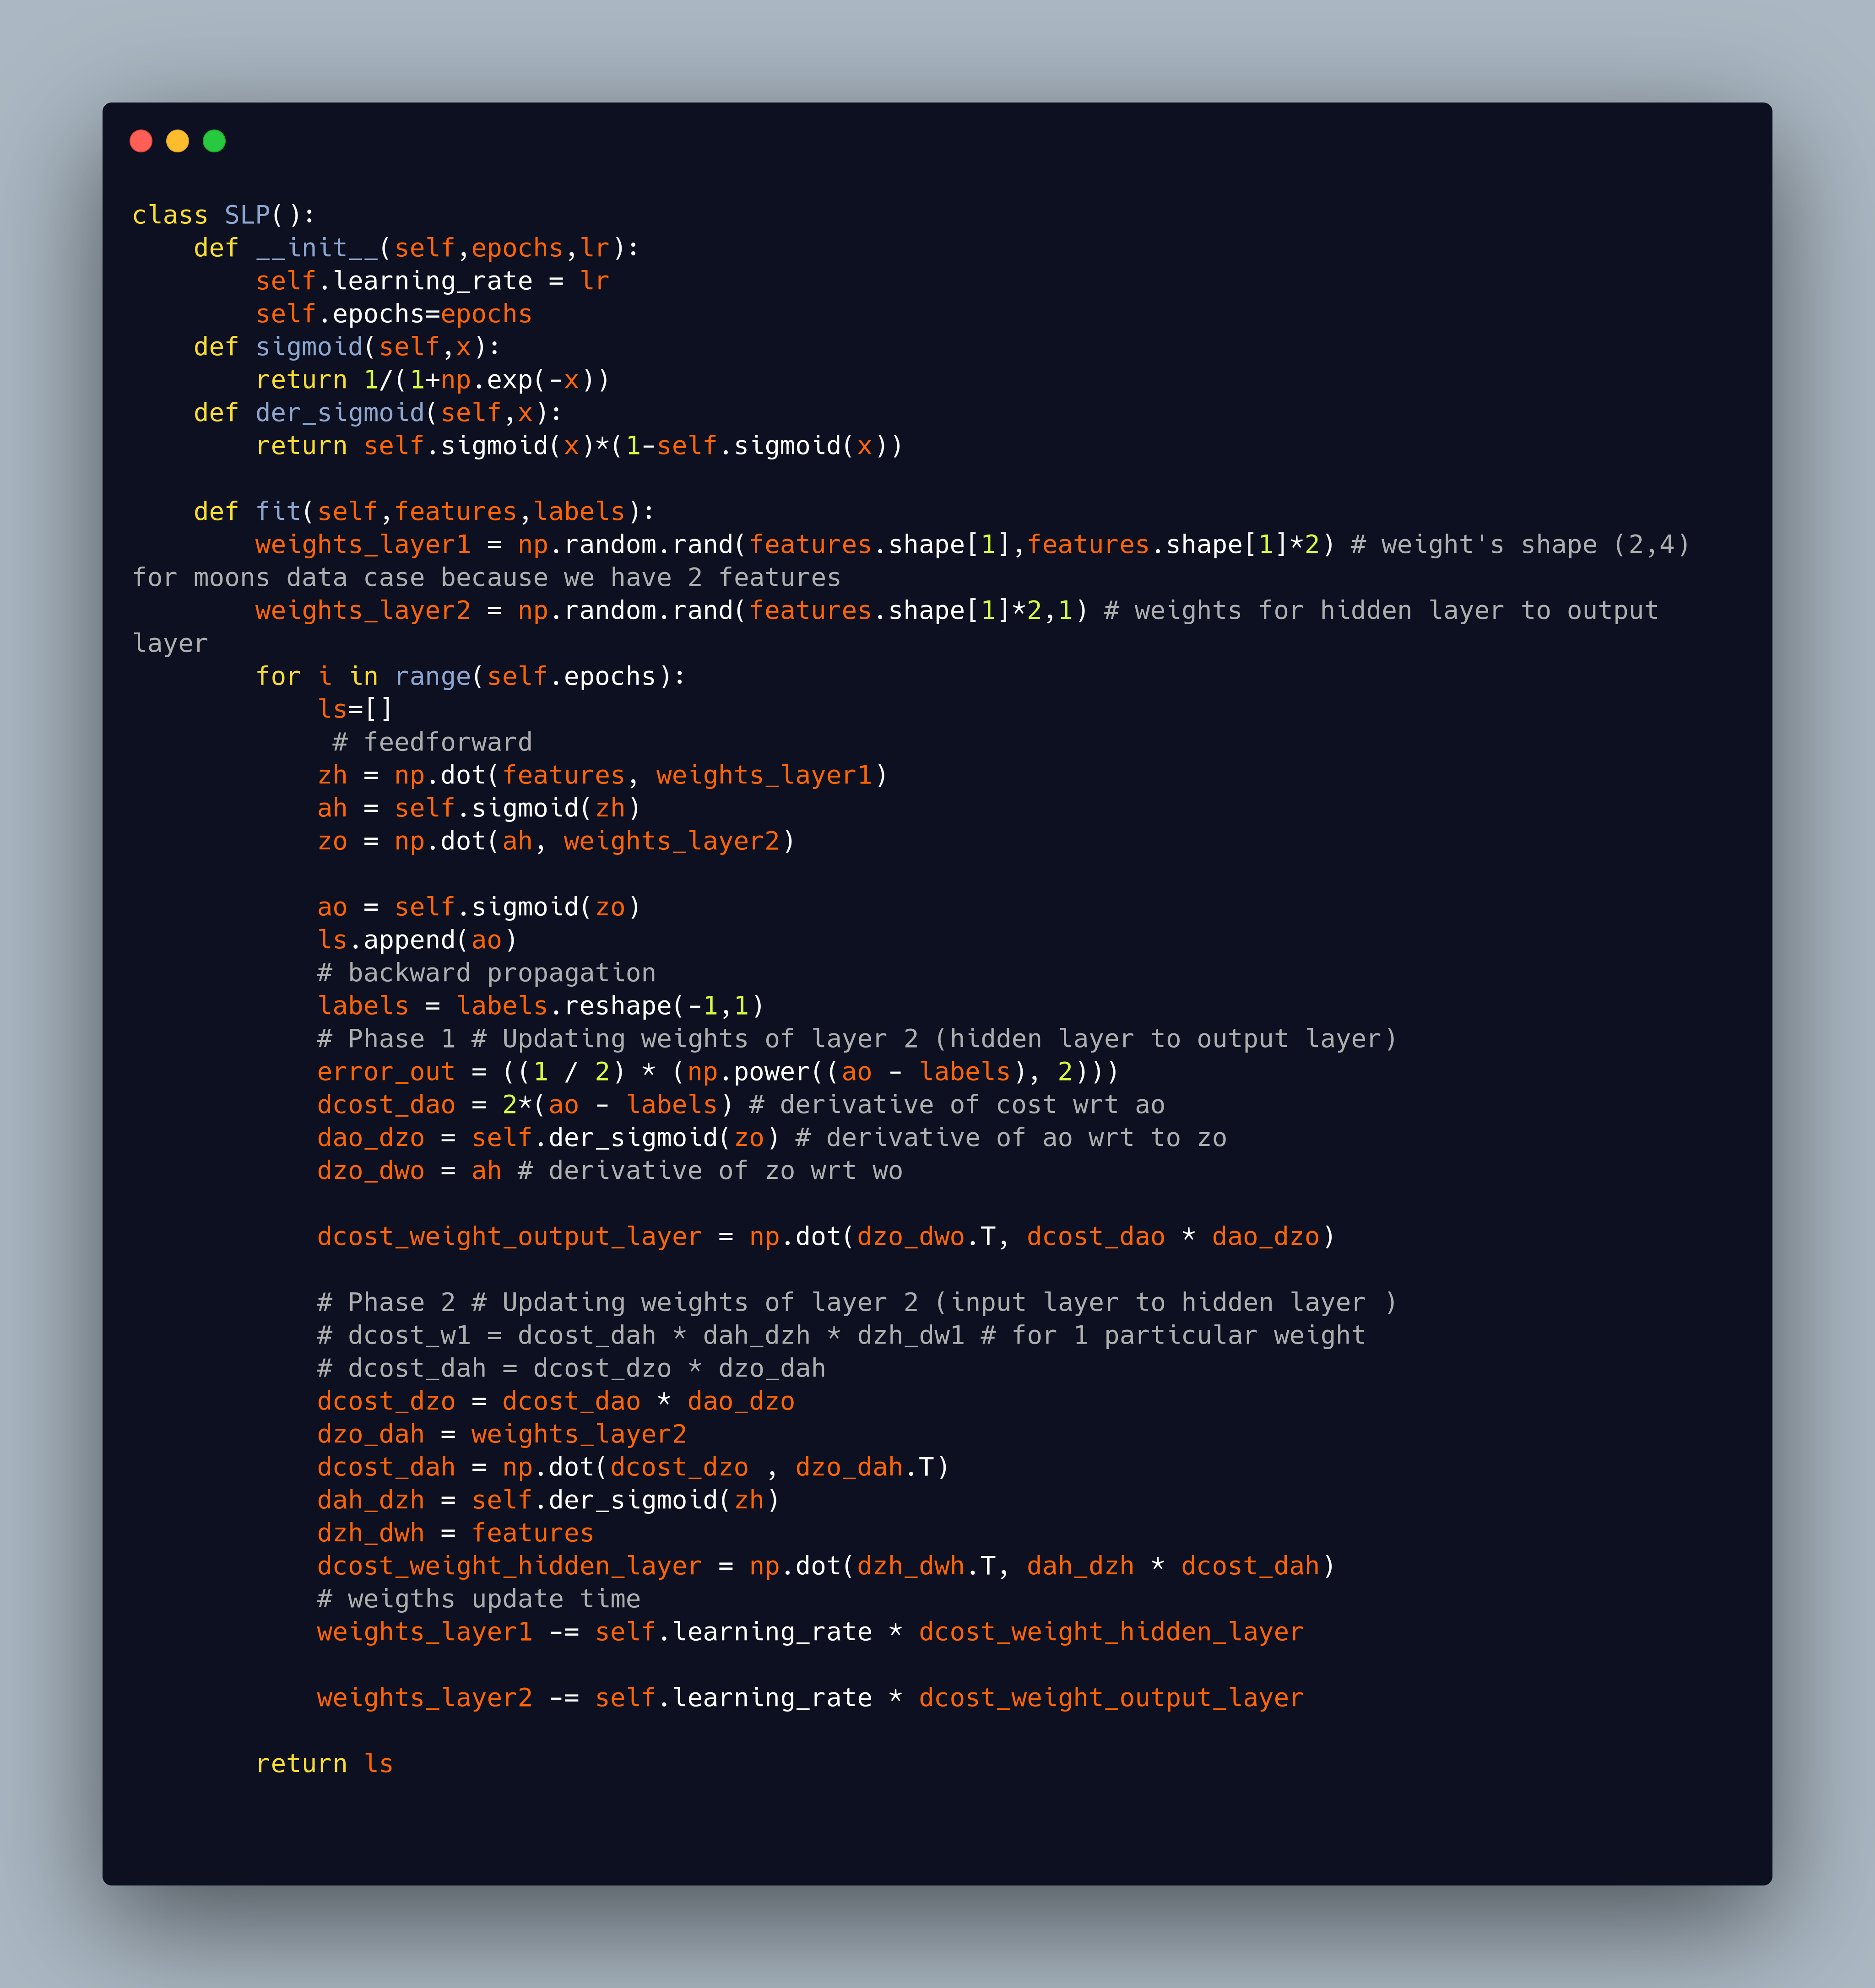 class SLP():
    def __init__(self,epochs,lr):
        self.learning_rate = lr
        self.epochs=epochs
    def sigmoid(self,x):
        return 1/(1+np.exp(-x))
    def der_sigmoid(self,x):
        return self.sigmoid(x)*(1-self.sigmoid(x))

    def fit(self,features,labels):
        weights_layer1 = np.random.rand(features.shape[1],features.shape[1]*2) # weight's shape (2,4)
for moons data case because we have 2 features
        weights_layer2 = np.random.rand(features.shape[1]*2,1) # weights for hidden layer to output
layer
        for i in range(self.epochs):
            ls=[]
             # feedforward
            zh = np.dot(features, weights_layer1)
            ah = self.sigmoid(zh)
            zo = np.dot(ah, weights_layer2)

            ao = self.sigmoid(zo)
            ls.append(ao)
            # backward propagation
            labels = labels.reshape(-1,1)
            # Phase 1 # Updating weights of layer 2 (hidden layer to output layer)
            error_out = ((1 / 2) * (np.power((ao - labels), 2)))
            dcost_dao = 2*(ao - labels) # derivative of cost wrt ao
            dao_dzo = self.der_sigmoid(zo) # derivative of ao wrt to zo
            dzo_dwo = ah # derivative of zo wrt wo

            dcost_weight_output_layer = np.dot(dzo_dwo.T, dcost_dao * dao_dzo)

            # Phase 2 # Updating weights of layer 2 (input layer to hidden layer )
            # dcost_w1 = dcost_dah * dah_dzh * dzh_dw1 # for 1 particular weight
            # dcost_dah = dcost_dzo * dzo_dah
            dcost_dzo = dcost_dao * dao_dzo
            dzo_dah = weights_layer2
            dcost_dah = np.dot(dcost_dzo , dzo_dah.T)
            dah_dzh = self.der_sigmoid(zh)
            dzh_dwh = features
            dcost_weight_hidden_layer = np.dot(dzh_dwh.T, dah_dzh * dcost_dah)
            # weigths update time
            weights_layer1 -= self.learning_rate * dcost_weight_hidden_layer

            weights_layer2 -= self.learning_rate * dcost_weight_output_layer

        return ls